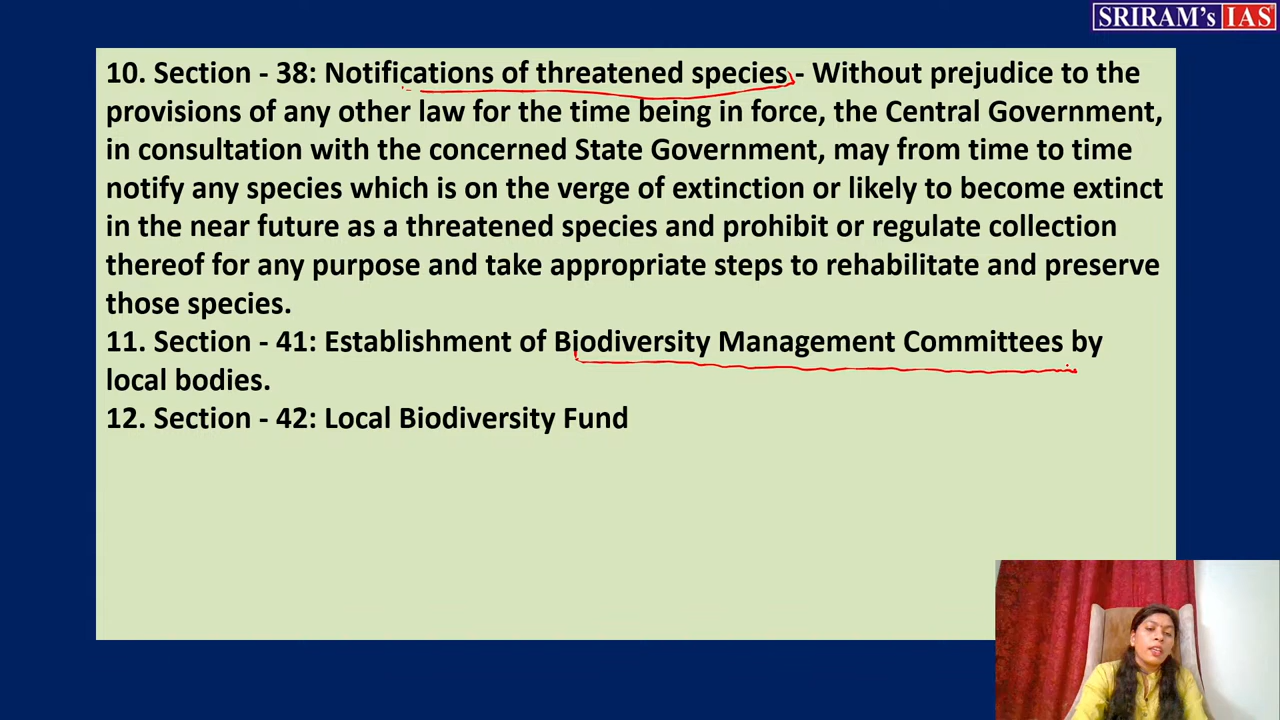 SRIRAM's IAS
10. Section - 38: Notifications of threatened species - Without prejudice to the
provisions of any other law for the time being in force, the Central Government,
in consultation with the concerned State Government, may from time to time
notify any species which is on the verge of extinction or likely to become extinct
in the near future as a threatened species and prohibit or regulate collection
thereof for any purpose and take appropriate steps to rehabilitate and preserve
those species.
11. Section - 41: Establishment of Biodiversity Management Committees by
local bodies.
12. Section - 42: Local Biodiversity Fund